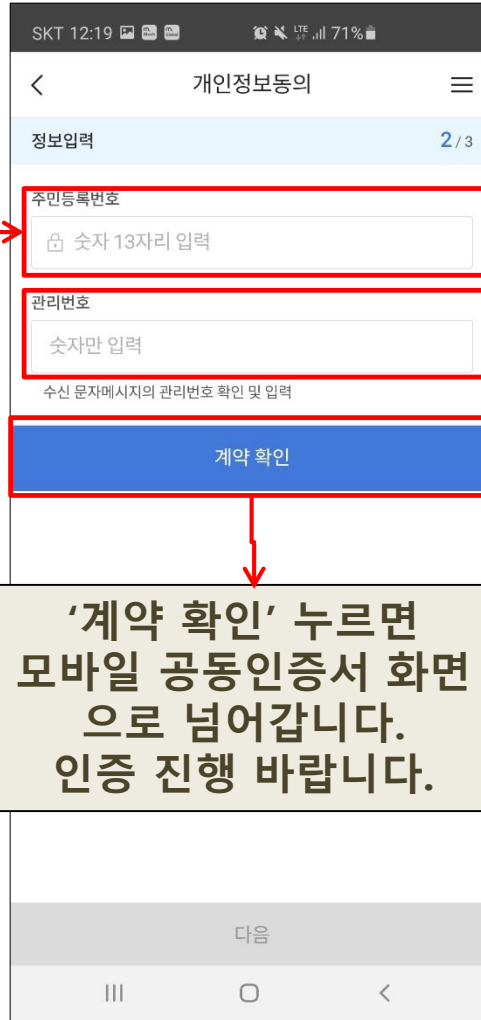 SKT 12:19 LTE 71%
개인정보동의
정보입력 2/3
주민등록번호
숫자 13자리 입력
관리번호
숫자만 입력
수신 문자메시지의 관리번호 확인 및 입력
계약 확인
‘계약 확인’ 누르면
모바일 공동인증서 화면
으로 넘어갑니다.
인증 진행 바랍니다.
다음